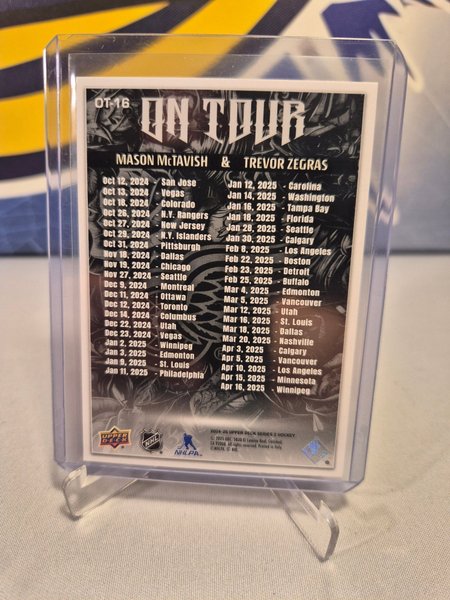 OT-16
ON TOUR
MASON McTAVISH & TREVOR ZEGRAS
Oct 12, 2024 - San Jose
Oct 13, 2024 - Vegas
Oct 18, 2024 - Colorado
Oct 26, 2024 - N.Y. Rangers
Oct 27, 2024 - New Jersey
Oct 29, 2024 - N.Y. Islanders
Oct 31, 2024 - Pittsburgh
Nov 18, 2024 - Dallas
Nov 19, 2024 - Chicago
Nov 27, 2024 - Seattle
Dec 9, 2024 - Montreal
Dec 11, 2024 - Ottawa
Dec 12, 2024 - Toronto
Dec 14, 2024 - Columbus
Dec 22, 2024 - Utah
Dec 23, 2024 - Vegas
Jan 2, 2025 - Winnipeg
Jan 3, 2025 - Edmonton
Jan 9, 2025 - St. Louis
Jan 11, 2025 - Philadelphia
Jan 12, 2025 - Carolina
Jan 14, 2025 - Washington
Jan 16, 2025 - Tampa Bay
Jan 18, 2025 - Florida
Jan 28, 2025 - Seattle
Jan 30, 2025 - Calgary
Feb 8, 2025 - Los Angeles
Feb 22, 2025 - Boston
Feb 23, 2025 - Detroit
Feb 25, 2025 - Buffalo
Mar 4, 2025 - Edmonton
Mar 5, 2025 - Vancouver
Mar 12, 2025 - Utah
Mar 16, 2025 - St. Louis
Mar 18, 2025 - Dallas
Mar 20, 2025 - Nashville
Apr 3, 2025 - Calgary
Apr 5, 2025 - Vancouver
Apr 10, 2025 - Los Angeles
Apr 15, 2025 - Minnesota
Apr 16, 2025 - Winnipeg
2024-25 UPPER DECK SERIES 2 HOCKEY.
All rights reserved. Printed in Italy
UPPER DECK
NHL
NHLPA